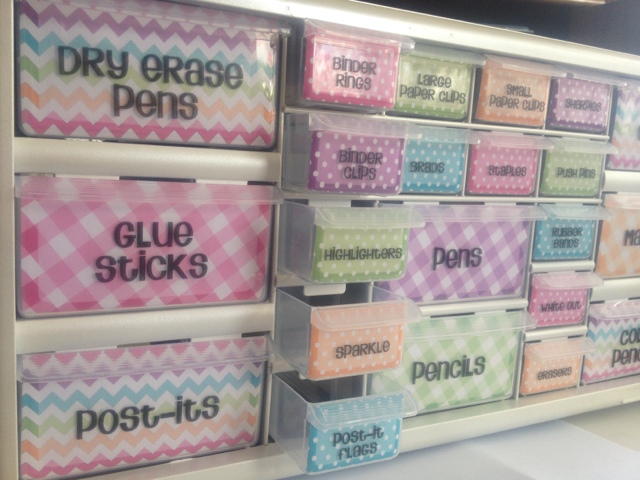 DRY ERASE
PENS
BINDER
RINGS
LARGE
PAPER CLIPS
SMALL
PAPER CLIPS
SHARPIES
BINDER
CLIPS
BRADS
STAPLES
PUSH PINS
GLUE
STICKS
HIGHLIGHTERS
PENS
RUBBER
BANDS
SPARKLE
PENCILS
WHITE OUT
ERASERS
POST-ITS
POST-IT
FLAGS